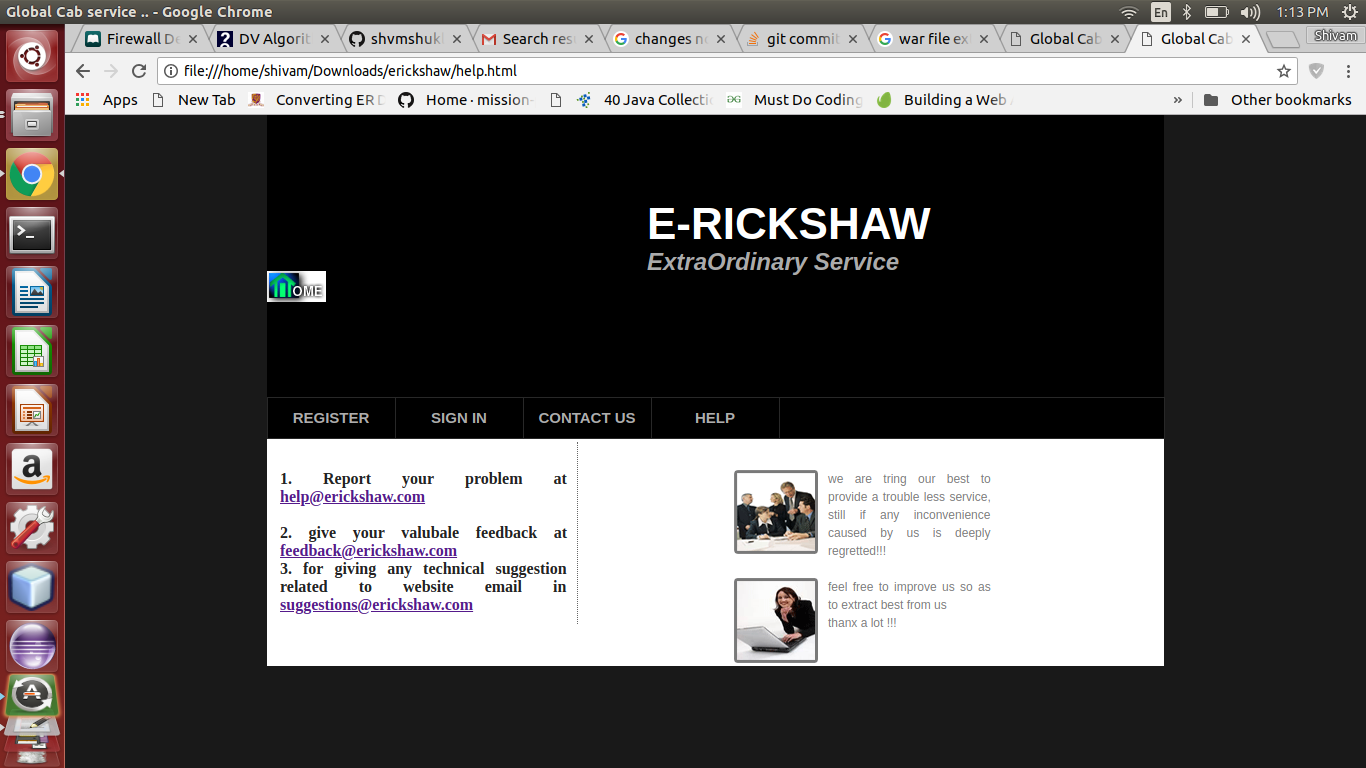 Global Cab service .. - Google Chrome
En
1:13 PM
Firewall De
DV Algorit
shvmshukl
Search res
changes no
git commit
war file ex
Global Cab
Global Cab
Shivam
file:///home/shivam/Downloads/erickshaw/help.html
Apps
New Tab
Converting ER D
Home · mission-
40 Java Collecti
Must Do Coding
Building a Web
»
Other bookmarks
E-RICKSHAW
ExtraOrdinary Service
HOME
REGISTER
SIGN IN
CONTACT US
HELP
1. Report your problem at
help@erickshaw.com
2. give your valubale feedback at
feedback@erickshaw.com
3. for giving any technical suggestion
related to website email in
suggestions@erickshaw.com
we are tring our best to
provide a trouble less service,
still if any inconvenience
caused by us is deeply
regretted!!!
feel free to improve us so as
to extract best from us
thanx a lot !!!